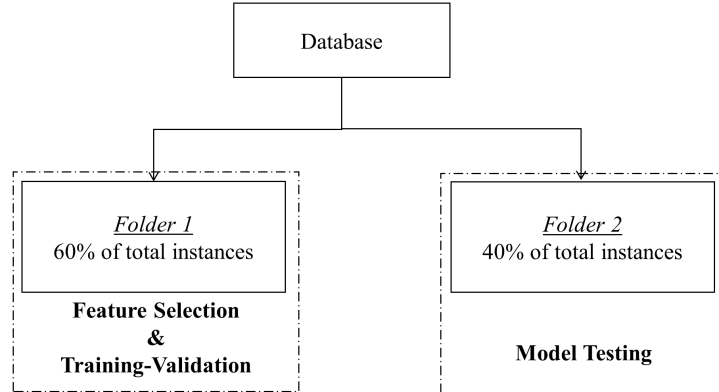 Database
Folder 1
60% of total instances
Feature Selection
&
Training-Validation
Folder 2
40% of total instances
Model Testing